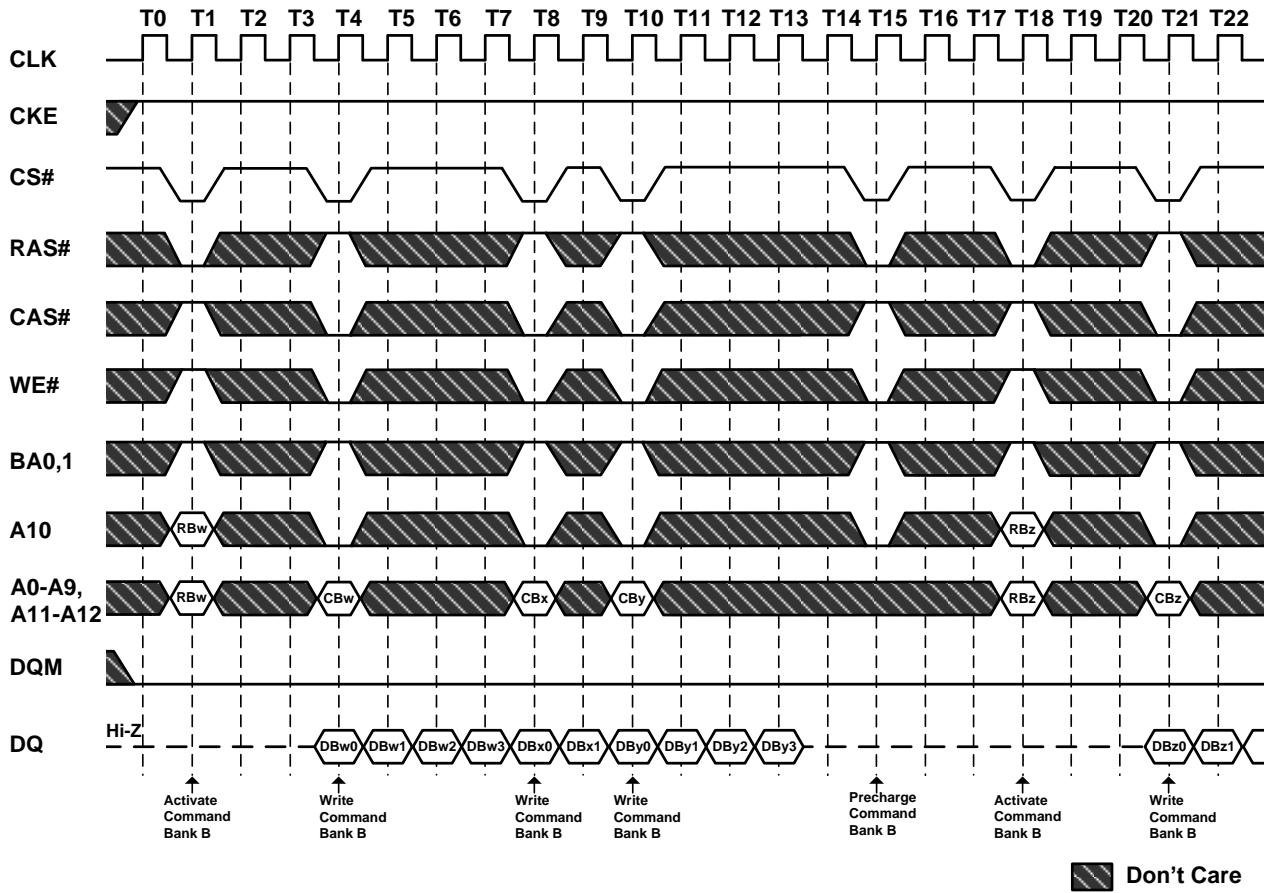 T0 T1 T2 T3 T4 T5 T6 T7 T8 T9 T10 T11 T12 T13 T14 T15 T16 T17 T18 T19 T20 T21 T22
CLK
CKE
CS#
RAS#
CAS#
WE#
BA0,1
A10 RBw RBz
A0-A9,
A11-A12 RBw CBw CBx CBy RBz CBz
DQM
Hi-Z
DQ DBw0 DBw1 DBw2 DBw3 DBx0 DBx1 DBy0 DBy1 DBy2 DBy3 DBz0 DBz1
Activate
Command
Bank B
Write
Command
Bank B
Write
Command
Bank B
Write
Command
Bank B
Precharge
Command
Bank B
Activate
Command
Bank B
Write
Command
Bank B
Don't Care